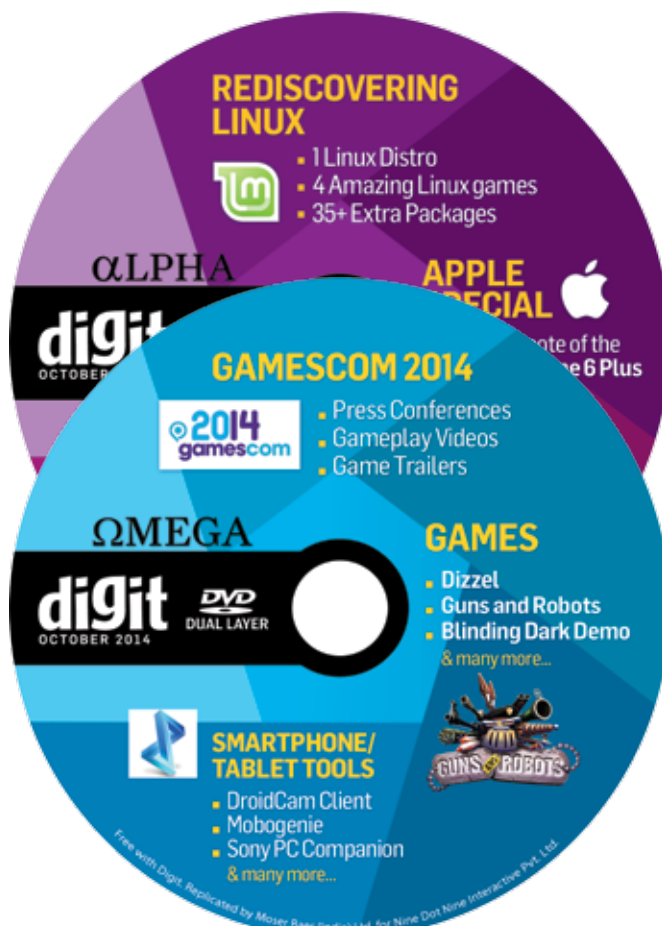 REDISCOVERING
LINUX
1 Linux Distro
4 Amazing Linux games
35+ Extra Packages
lm
αLPHA
APPLE
SPECIAL
digit
OCTOBER
ote of the
e 6 Plus
GAMESCOM 2014
2014
gamescom
Press Conferences
Gameplay Videos
Game Trailers
ΩMEGA
GAMES
digit
OCTOBER 2014
DVD
DUAL LAYER
Dizzel
Guns and Robots
Blinding Dark Demo
& many more...
GUNS AND ROBOTS
SMARTPHONE/
TABLET TOOLS
DroidCam Client
Mobogenie
Sony PC Companion
& many more...
Free with Digit. Replicated by Moser Baer (India) Ltd. for Nine Dot Nine Interactive Pvt. Ltd.